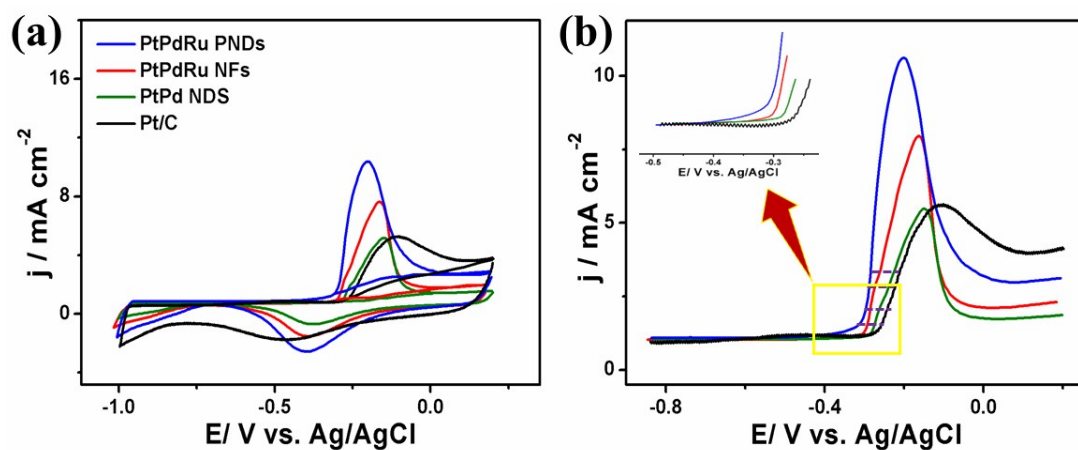 (a)
PtPdRu PNDs
PtPdRu NFs
PtPd NDS
Pt/C
16
8
0
j / mA cm-2
-1.0
-0.5
0.0
E/ V vs. Ag/AgCl
(b)
10
5
0
j / mA cm-2
-0.5
-0.4
-0.3
E/ V vs. Ag/AgCl
-0.8
-0.4
0.0
E/ V vs. Ag/AgCl